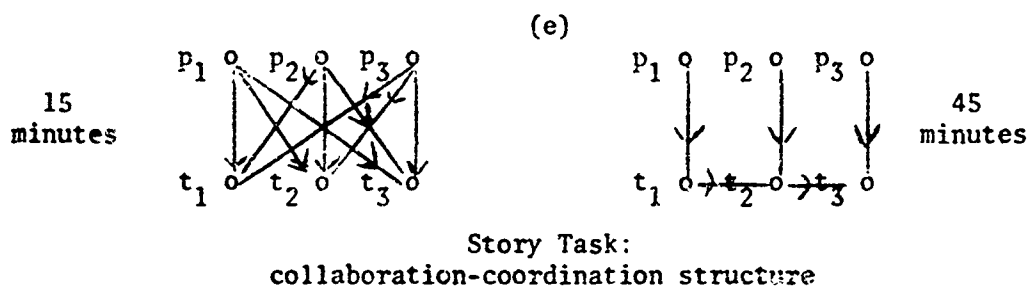 (e)
p1 p2 p3 p1 p2 p3
15 minutes 45 minutes
t1 t2 t3 t1 t2 t3
Story Task:
collaboration-coordination structure